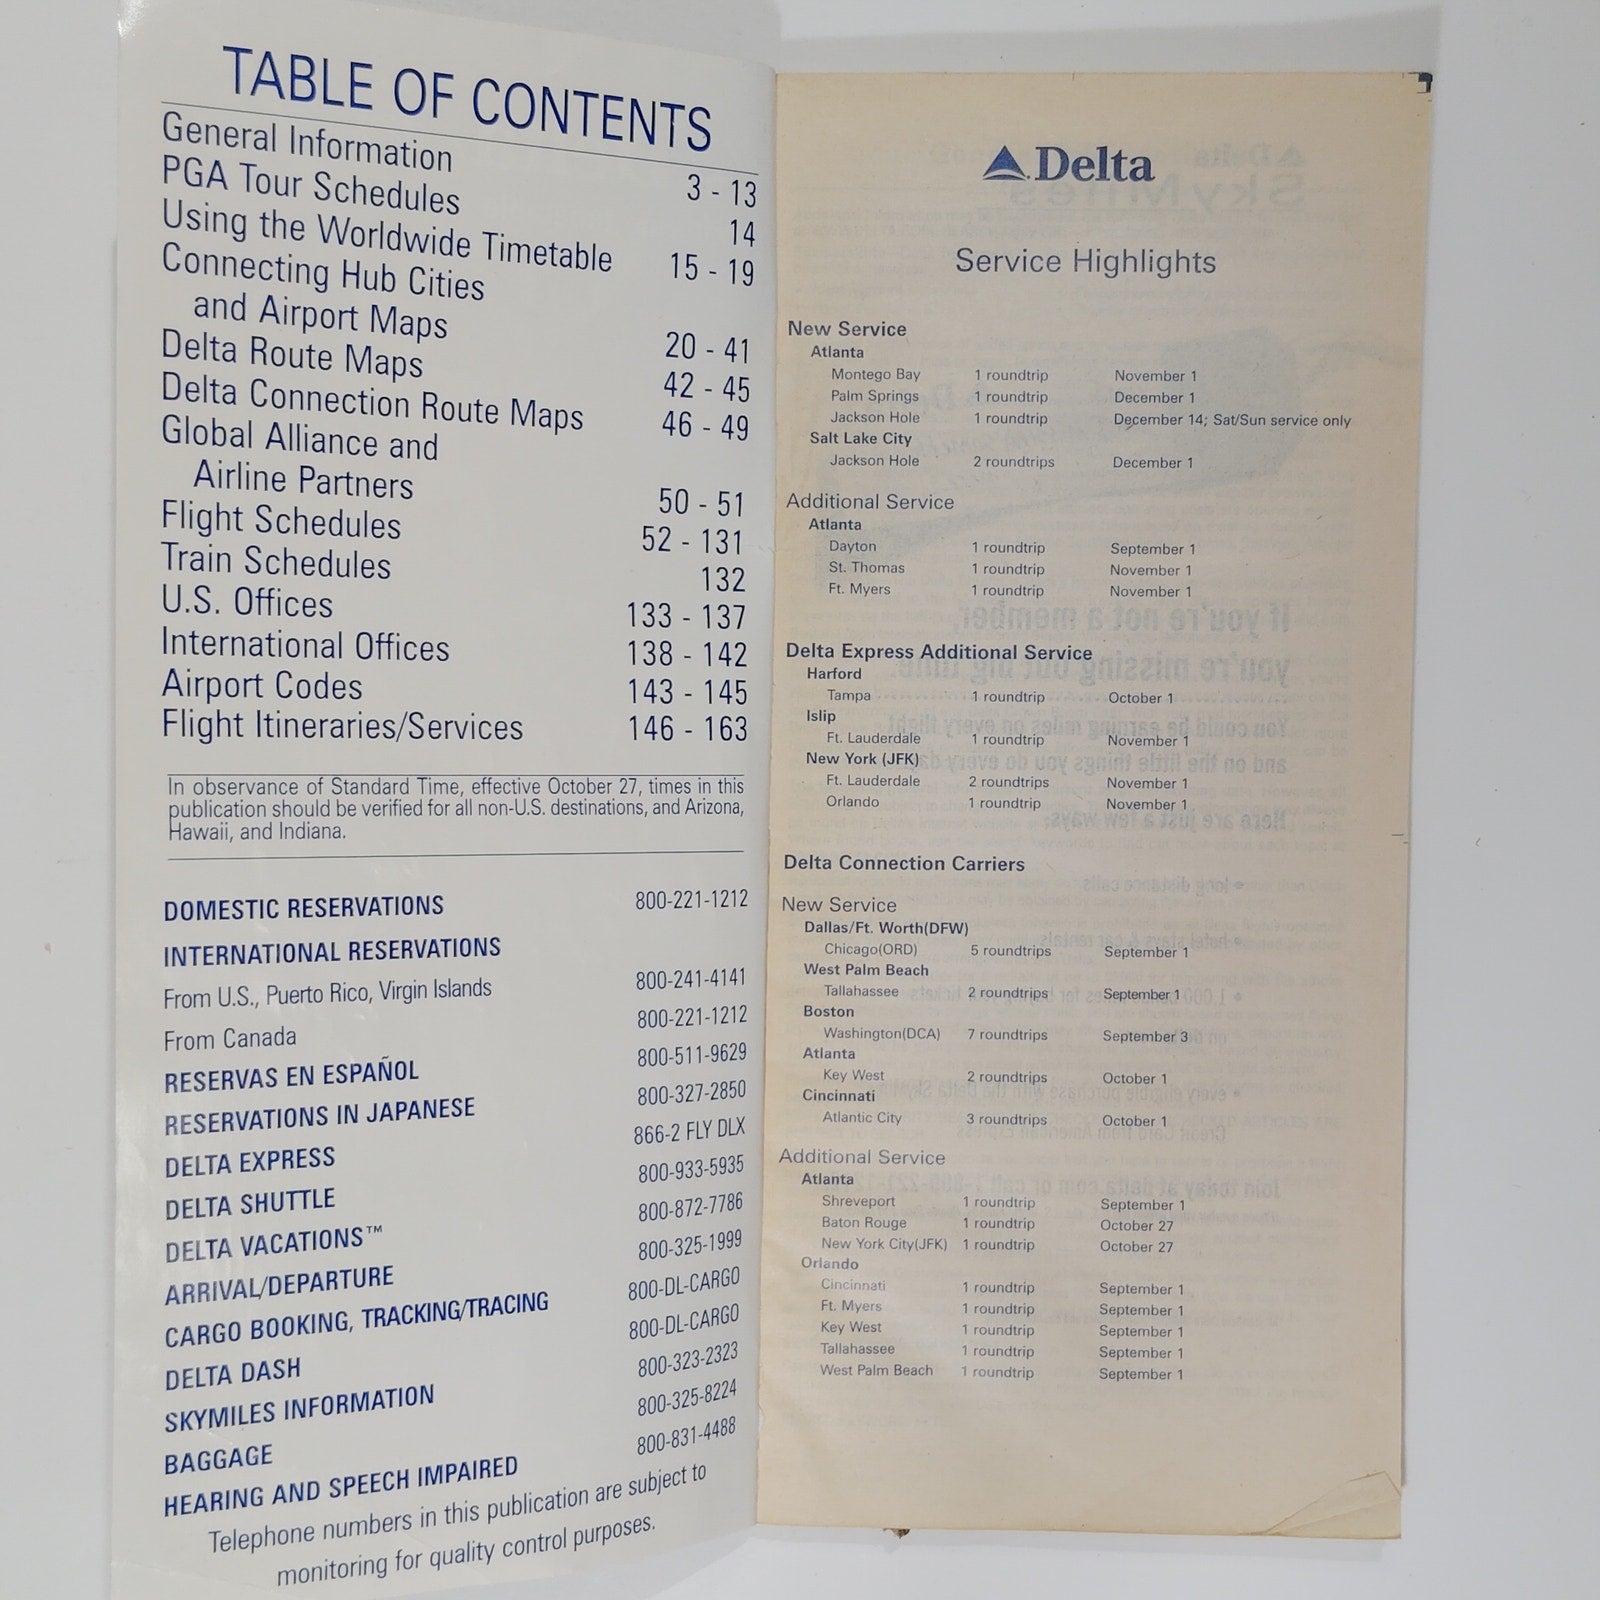 TABLE OF CONTENTS
General Information 3 - 13
PGA Tour Schedules 14
Using the Worldwide Timetable 15 - 19
Connecting Hub Cities
and Airport Maps 20 - 41
Delta Route Maps 42 - 45
Delta Connection Route Maps 46 - 49
Global Alliance and
Airline Partners 50 - 51
Flight Schedules 52 - 131
Train Schedules 132
U.S. Offices 133 - 137
International Offices 138 - 142
Airport Codes 143 - 145
Flight Itineraries/Services 146 - 163
In observance of Standard Time, effective October 27, times in this
publication should be verified for all non-U.S. destinations, and Arizona,
Hawaii, and Indiana.
DOMESTIC RESERVATIONS 800-221-1212
INTERNATIONAL RESERVATIONS
From U.S., Puerto Rico, Virgin Islands 800-241-4141
From Canada 800-221-1212
RESERVAS EN ESPAÑOL 800-511-9629
RESERVATIONS IN JAPANESE 800-327-2850
DELTA EXPRESS 866-2 FLY DLX
DELTA SHUTTLE 800-933-5935
DELTA VACATIONS™ 800-872-7786
ARRIVAL/DEPARTURE 800-325-1999
CARGO BOOKING, TRACKING/TRACING 800-DL-CARGO
DELTA DASH 800-DL-CARGO
SKYMILES INFORMATION 800-323-2323
BAGGAGE 800-325-8224
HEARING AND SPEECH IMPAIRED 800-831-4488
Telephone numbers in this publication are subject to
monitoring for quality control purposes.
Delta
Service Highlights
New Service
Atlanta
Montego Bay 1 roundtrip November 1
Palm Springs 1 roundtrip December 1
Jackson Hole 1 roundtrip December 14; Sat/Sun service only
Salt Lake City
Jackson Hole 2 roundtrips December 1
Additional Service
Atlanta
Dayton 1 roundtrip September 1
St. Thomas 1 roundtrip November 1
Ft. Myers 1 roundtrip November 1
Delta Express Additional Service
Harford
Tampa 1 roundtrip October 1
Islip
Ft. Lauderdale 1 roundtrip November 1
New York (JFK)
Ft. Lauderdale 2 roundtrips November 1
Orlando 1 roundtrip November 1
Delta Connection Carriers
New Service
Dallas/Ft. Worth(DFW)
Chicago(ORD) 5 roundtrips September 1
West Palm Beach
Tallahassee 2 roundtrips September 1
Boston
Washington(DCA) 7 roundtrips September 3
Atlanta
Key West 2 roundtrips October 1
Cincinnati
Atlantic City 3 roundtrips October 1
Additional Service
Atlanta
Shreveport 1 roundtrip September 1
Baton Rouge 1 roundtrip October 27
New York City(JFK) 1 roundtrip October 27
Orlando
Cincinnati 1 roundtrip September 1
Ft. Myers 1 roundtrip September 1
Key West 1 roundtrip September 1
Tallahassee 1 roundtrip September 1
West Palm Beach 1 roundtrip September 1